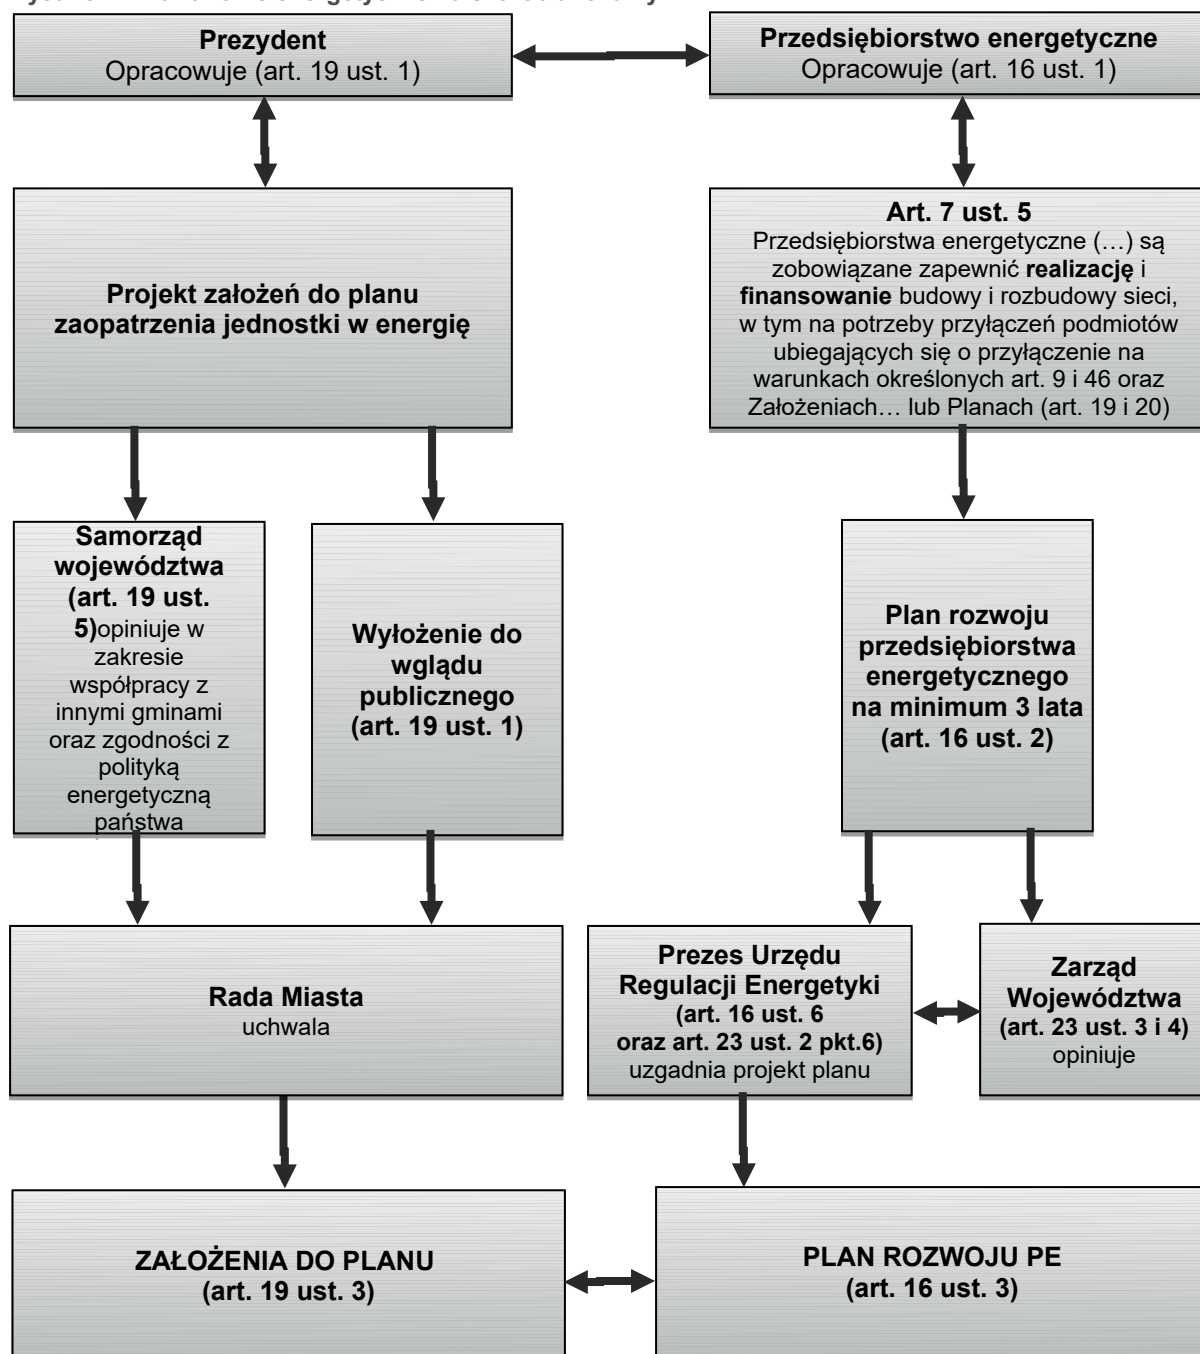 Prezydent
Opracowuje (art. 19 ust. 1)
Przedsiębiorstwo energetyczne
Opracowuje (art. 16 ust. 1)
Projekt założeń do planu
zaopatrzenia jednostki w energię
Art. 7 ust. 5
Przedsiębiorstwa energetyczne (…) są
zobowiązane zapewnić realizację i
finansowanie budowy i rozbudowy sieci,
w tym na potrzeby przyłączeń podmiotów
ubiegających się o przyłączenie na
warunkach określonych art. 9 i 46 oraz
Założeniach… lub Planach (art. 19 i 20)
Samorząd
województwa
(art. 19 ust.
5)opiniuje w
zakresie
współpracy z
innymi gminami
oraz zgodności z
polityką
energetyczną
państwa
Wyłożenie do
wglądu
publicznego
(art. 19 ust. 1)
Plan rozwoju
przedsiębiorstwa
energetycznego
na minimum 3 lata
(art. 16 ust. 2)
Rada Miasta
uchwala
Prezes Urzędu
Regulacji Energetyki
(art. 16 ust. 6
oraz art. 23 ust. 2 pkt.6)
uzgadnia projekt planu
Zarząd
Województwa
(art. 23 ust. 3 i 4)
opiniuje
ZAŁOŻENIA DO PLANU
(art. 19 ust. 3)
PLAN ROZWOJU PE
(art. 16 ust. 3)